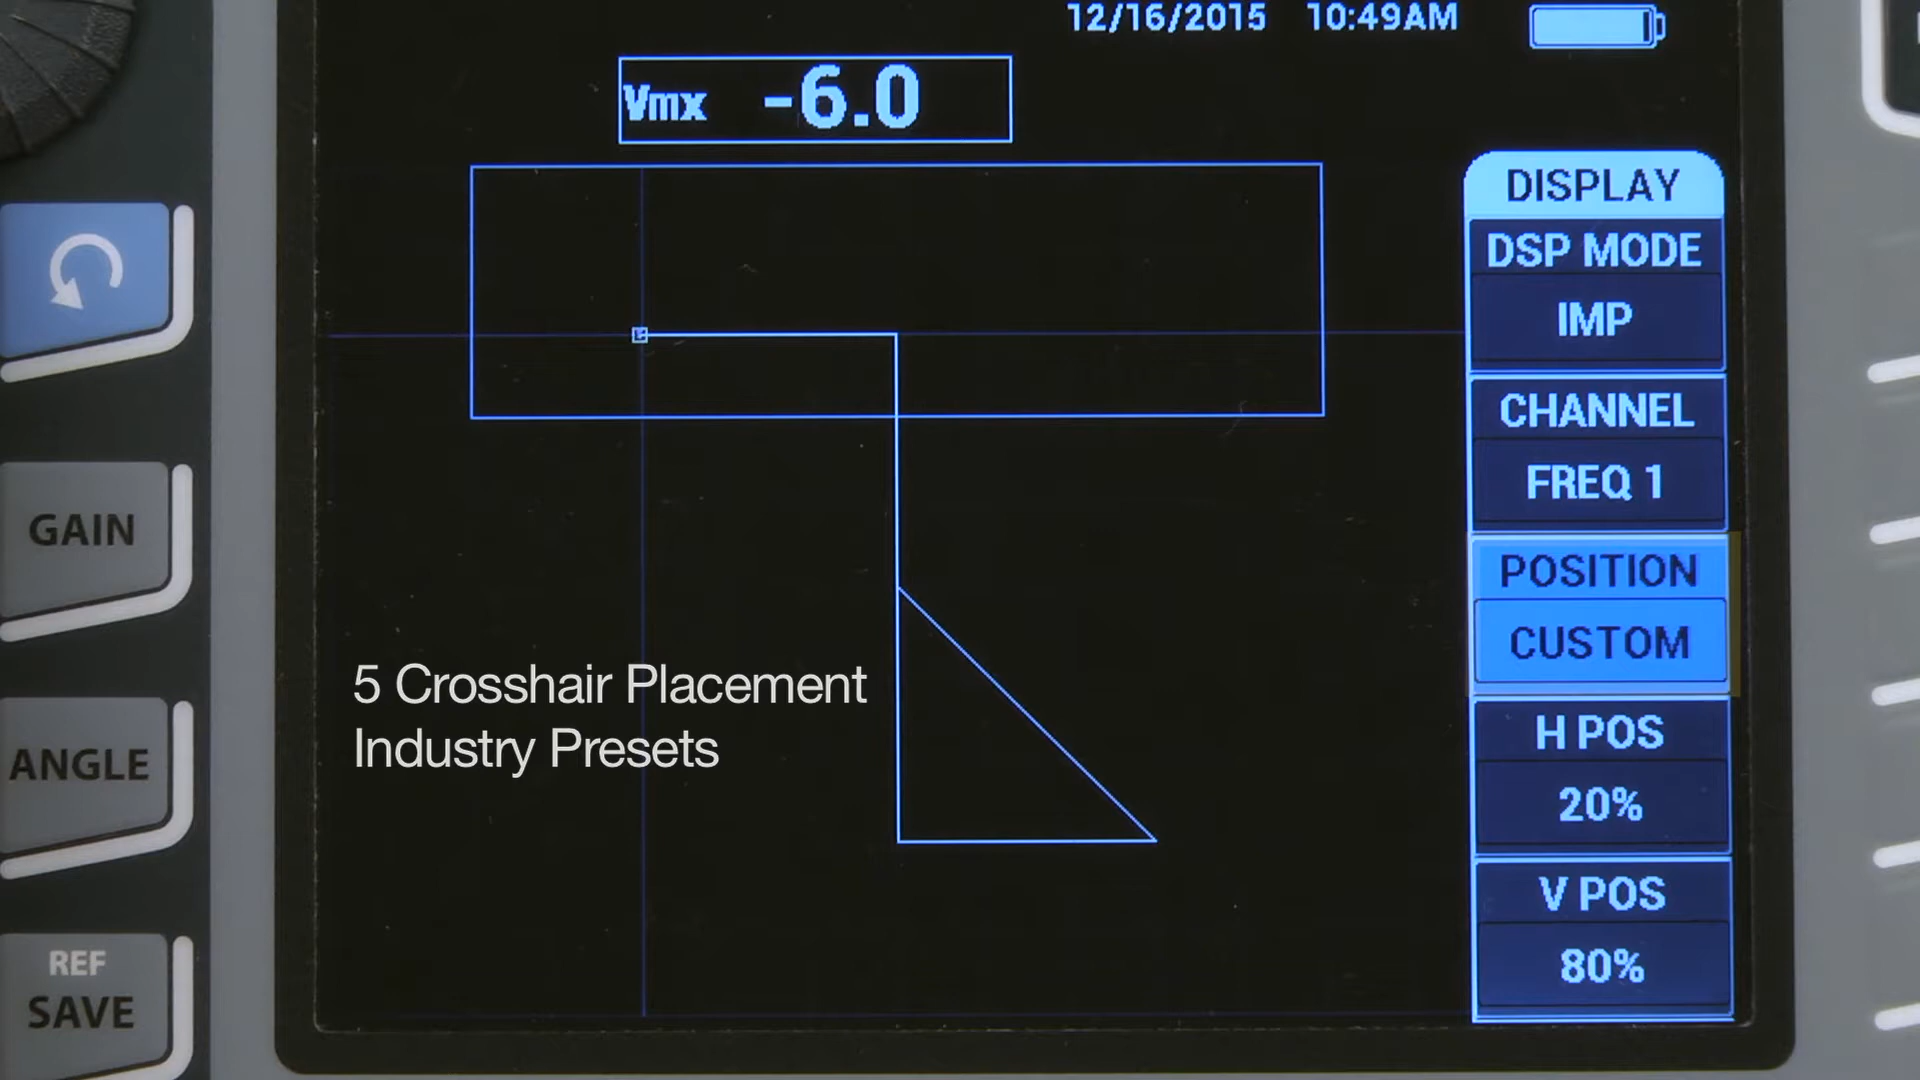 12/16/2015 10:49AM
Vmx -6.0
DISPLAY
DSP MODE
IMP
CHANNEL
FREQ 1
POSITION
CUSTOM
H POS
20%
V POS
80%
GAIN
ANGLE
REF
SAVE
5 Crosshair Placement
Industry Presets